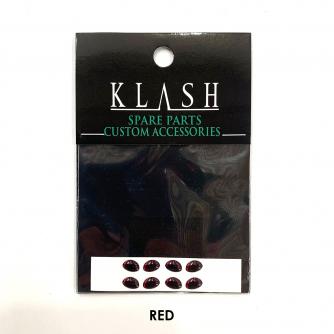 KLASH
SPARE PARTS
CUSTOM ACCESSORIES
RED